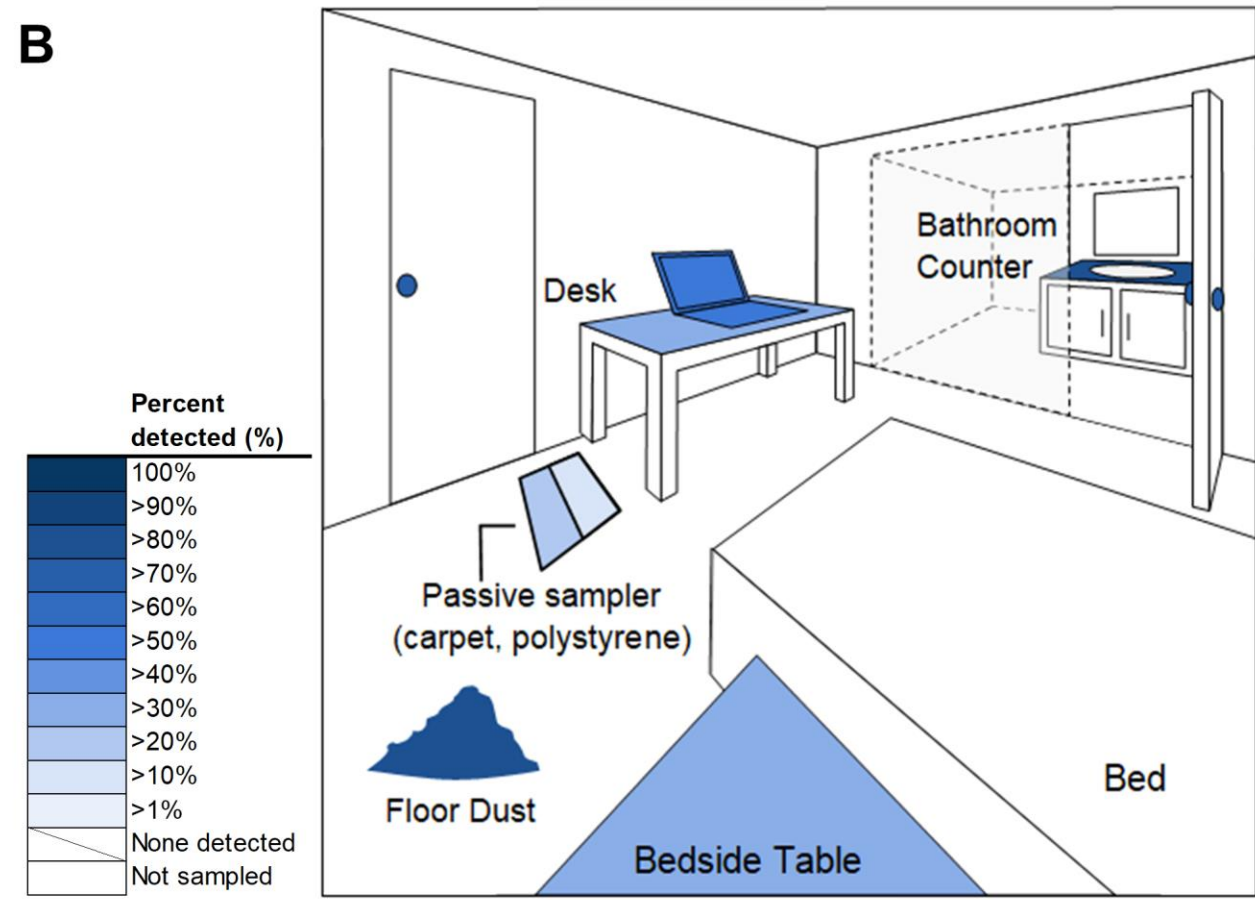 B
Bathroom
Counter
Desk
Percent
detected (%)
100%
>90%
>80%
>70%
>60%
>50%
>40%
>30%
>20%
>10%
>1%
None detected
Not sampled
Passive sampler
(carpet, polystyrene)
Floor Dust
Bedside Table
Bed